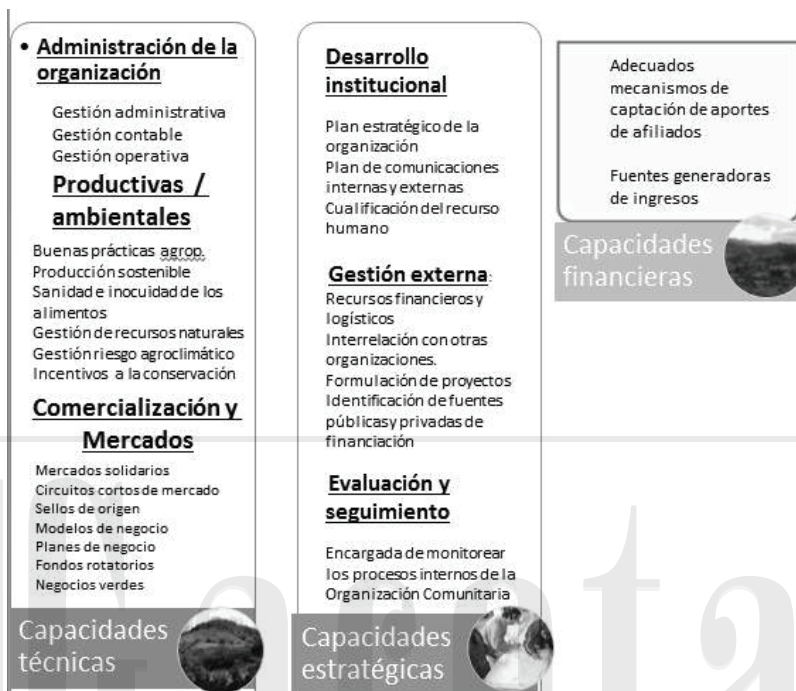 • Administración de la
organización
Gestión administrativa
Gestión contable
Gestión operativa
Productivas /
ambientales
Buenas prácticas agrop.
Producción sostenible
Sanidad e inocuidad de los
alimentos
Gestión de recursos naturales
Gestión riesgo agroclimático
Incentivos a la conservación
Comercialización y
Mercados
Mercados solidarios
Circuitos cortos de mercado
Sellos de origen
Modelos de negocio
Planes de negocio
Fondos rotatorios
Negocios verdes
Capacidades
técnicas
Desarrollo
institucional
Plan estratégico de la
organización
Plan de comunicaciones
internas y externas
Cualificación del recurso
humano
Gestión externa:
Recursos financieros y
logísticos
Interrelación con otras
organizaciones.
Formulación de proyectos
Identificación de fuentes
públicas y privadas de
financiación
Evaluación y
seguimiento
Encargada de monitorear
los procesos internos de la
Organización Comunitaria
Capacidades
estratégicas
Adecuados
mecanismos de
captación de aportes
de afiliados
Fuentes generadoras
de ingresos
Capacidades
financieras